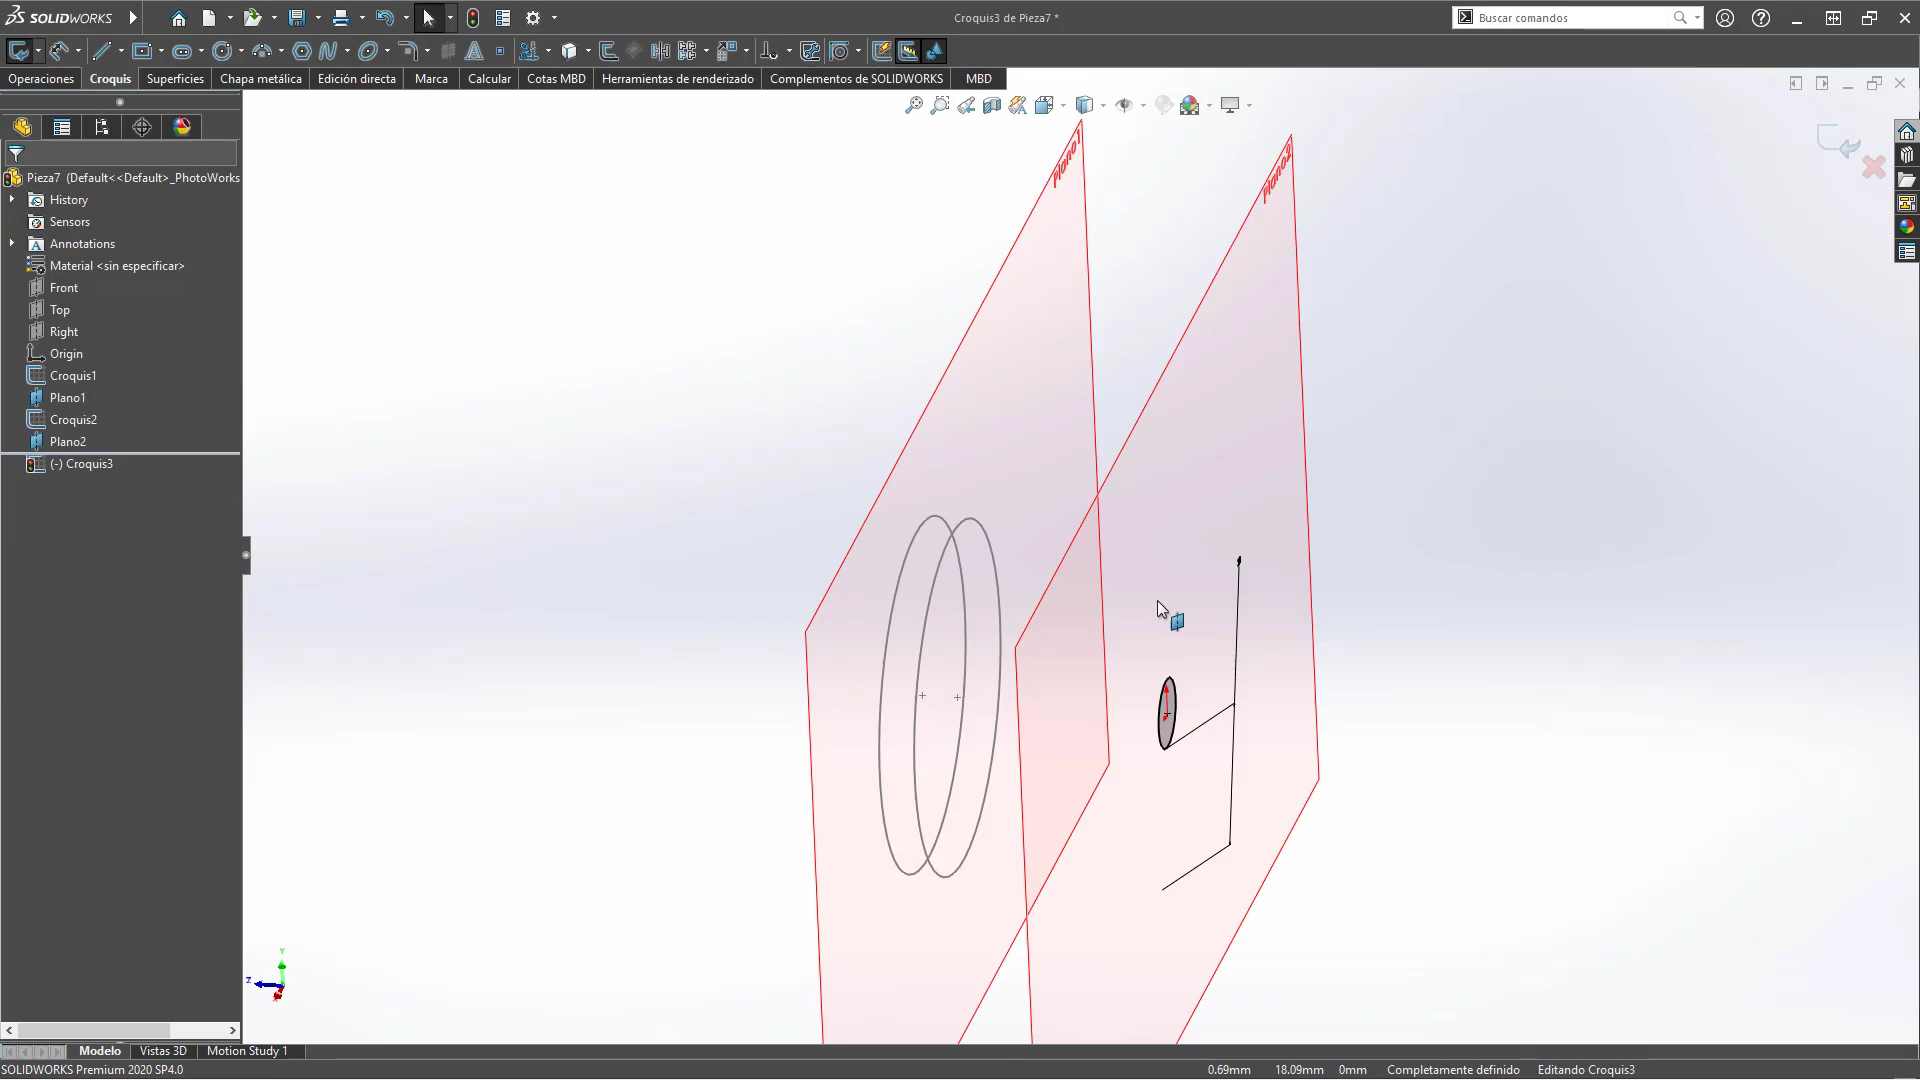 SOLIDWORKS
Croquis3 de Pieza7 *
Buscar comandos
Operaciones Croquis Superficies Chapa metálica Edición directa Marca Calcular Cotas MBD Herramientas de renderizado Complementos de SOLIDWORKS MBD
Pieza7 (Default<<Default>_PhotoWorks
History
Sensors
Annotations
Material <sin especificar>
Front
Top
Right
Origin
Croquis1
Plano1
Croquis2
Plano2
(-) Croquis3
Plano1
Plano2
Y
Z
Modelo Vistas 3D Motion Study 1
SOLIDWORKS Premium 2020 SP4.0
0.69mm 18.09mm 0mm Completamente definido Editando Croquis3